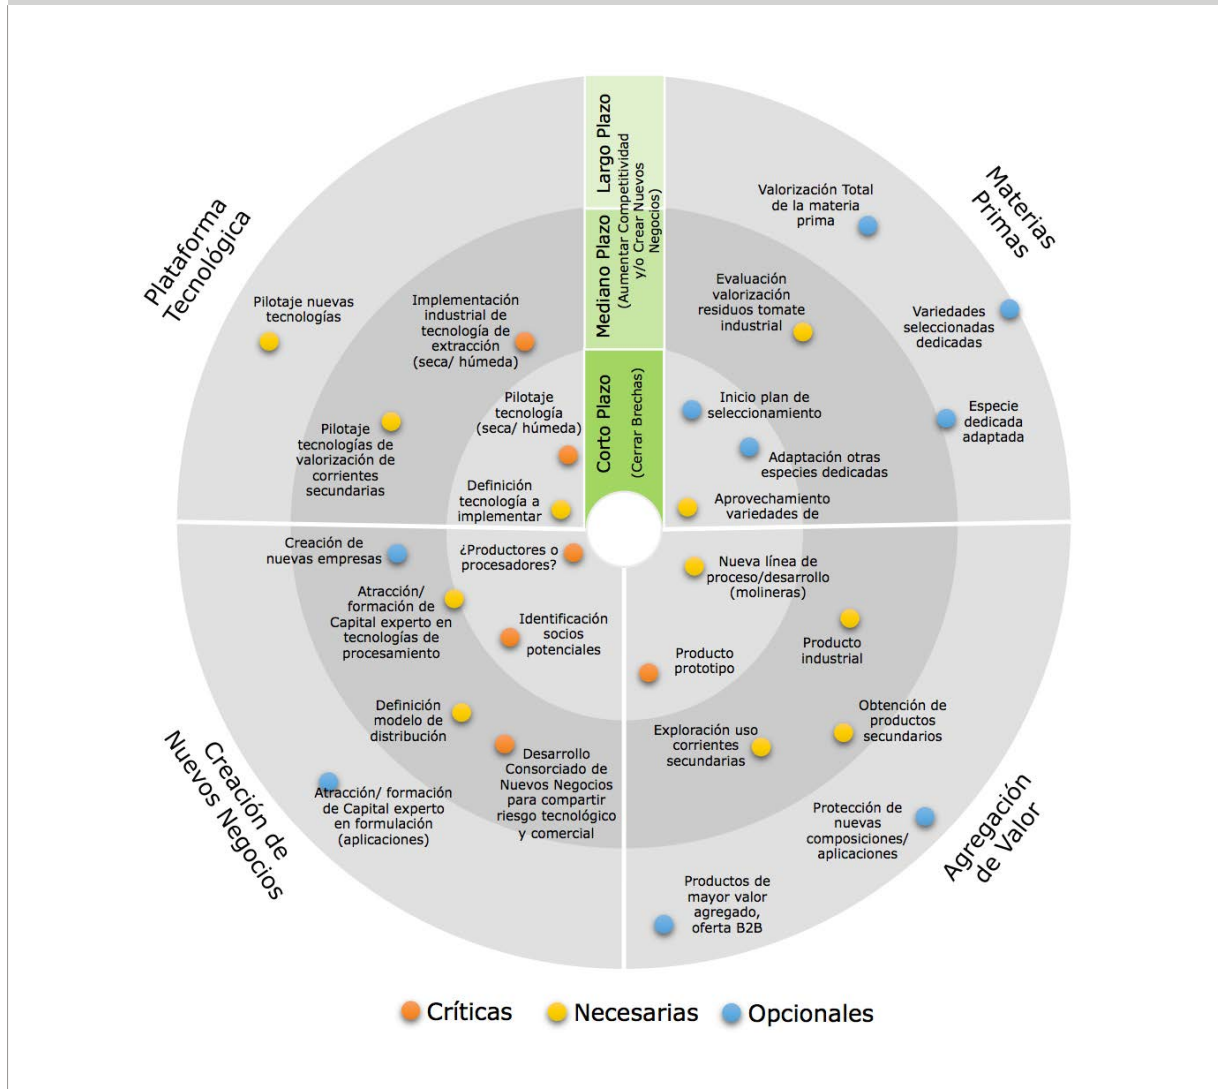 Largo Plazo
Mediano Plazo
(Aumentar Competitividad
y/o Crear Nuevos
Negocios)
Corto Plazo
(Cerrar Brechas)
Plataforma
Tecnológica
Pilotaje nuevas
tecnologías
Implementación
industrial de
tecnología de
extracción
(seca/ húmeda)
Pilotaje
tecnología
(seca/ húmeda)
Pilotaje
tecnologías de
valorización de
corrientes
secundarias
Definición
tecnología a
implementar
Materias
Primas
Valorización Total
de la materia
prima
Evaluación
valorización
residuos tomate
industrial
Variedades
seleccionadas
dedicadas
Inicio plan de
seleccionamiento
Especie
dedicada
adaptada
Adaptación otras
especies dedicadas
Aprovechamiento
variedades de
Creación de
nuevas empresas
¿Productores o
procesadores?
Atracción/
formación de
Capital experto en
tecnologías de
procesamiento
Identificación
socios
potenciales
Definición
modelo de
distribución
Desarrollo
Consorciado de
Nuevos Negocios
para compartir
riesgo tecnológico
y comercial
Atracción/ formación
de Capital experto
en formulación
(aplicaciones)
Creación de
Nuevos Negocios
Nueva línea de
proceso/desarrollo
(molineras)
Producto
industrial
Producto
prototipo
Obtención de
productos
secundarios
Exploración uso
corrientes
secundarias
Protección de
nuevas
composiciones/
aplicaciones
Productos de
mayor valor
agregado,
oferta B2B
Agregación
de Valor
Críticas
Necesarias
Opcionales